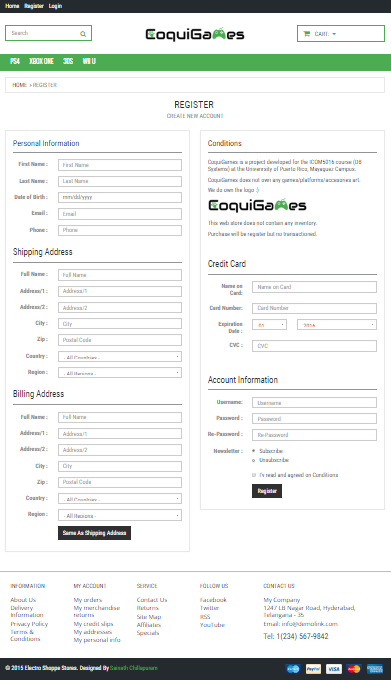 Home Register Login
Search
CoquiGames
CART:
PS4 XBOX ONE 3DS WII U
HOME > REGISTER
REGISTER
CREATE NEW ACCOUNT
Personal Information
First Name : First Name
Last Name : Last Name
Date of Birth : mm/dd/yyyy
Email : Email
Phone : Phone
Shipping Address
Full Name : Full Name
Address/1 : Address/1
Address/2 : Address/2
City : City
Zip : Postal Code
Country : - All Countries -
Region : - All Regions -
Billing Address
Full Name : Full Name
Address/1 : Address/1
Address/2 : Address/2
City : City
Zip : Postal Code
Country : - All Countries -
Region : - All Regions -
Same As Shipping Address
Conditions
CoquiGames is a project developed for the ICOM5016 course (DB
Systems) at the University of Puerto Rico, Mayaguez Campus.
CoquiGames does not own any games/platforms/accesories art.
We do own the logo :)
CoquiGames
This web store does not contain any inventory.
Purchase will be register but no transactioned.
Credit Card
Name on
Card: Name on Card
Card Number: Card Number
Expiration
Date : 01 2016
CVC : CVC
Account Information
Username: Username
Password : Password
Re-Password : Re-Password
Newsletter : Subscribe
Unsubscribe
I'v read and agreed on Conditions
Register
INFORMATION
About Us
Delivery
Information
Privacy Policy
Terms &
Conditions
MY ACCOUNT
My orders
My merchandise
returns
My credit slips
My addresses
My personal info
SERVICE
Contact Us
Returns
Site Map
Affiliates
Specials
FOLLOW US
Facebook
Twitter
RSS
YouTube
CONTACT US
My Company
1247 LB Nagar Road, Hyderabad,
Telangana - 35
Email: info@demolink.com
Tel: 1(234) 567-9842
© 2015 Electro Shoppe Stores. Designed By Sainath Chillapuram
PayPal VISA